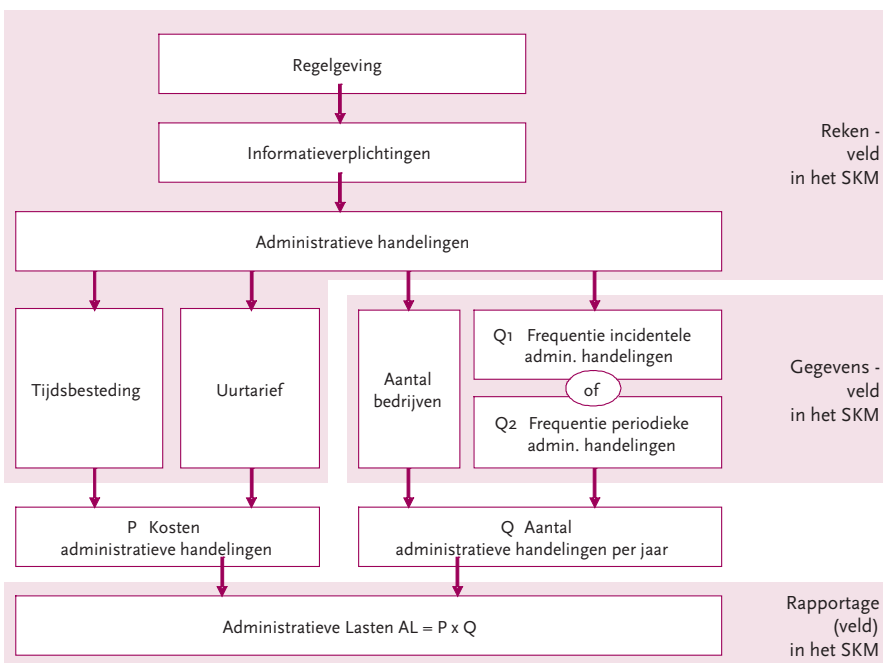 Regelgeving
Informatieverplichtingen
Reken -
veld
in het SKM
Administratieve handelingen
Tijdsbesteding
Uurtarief
Aantal
bedrijven
Q1 Frequentie incidentele
admin. handelingen
of
Q2 Frequentie periodieke
admin. handelingen
Gegevens -
veld
in het SKM
P Kosten
administratieve handelingen
Q Aantal
administratieve handelingen per jaar
Administratieve Lasten AL = P x Q
Rapportage
(veld)
in het SKM